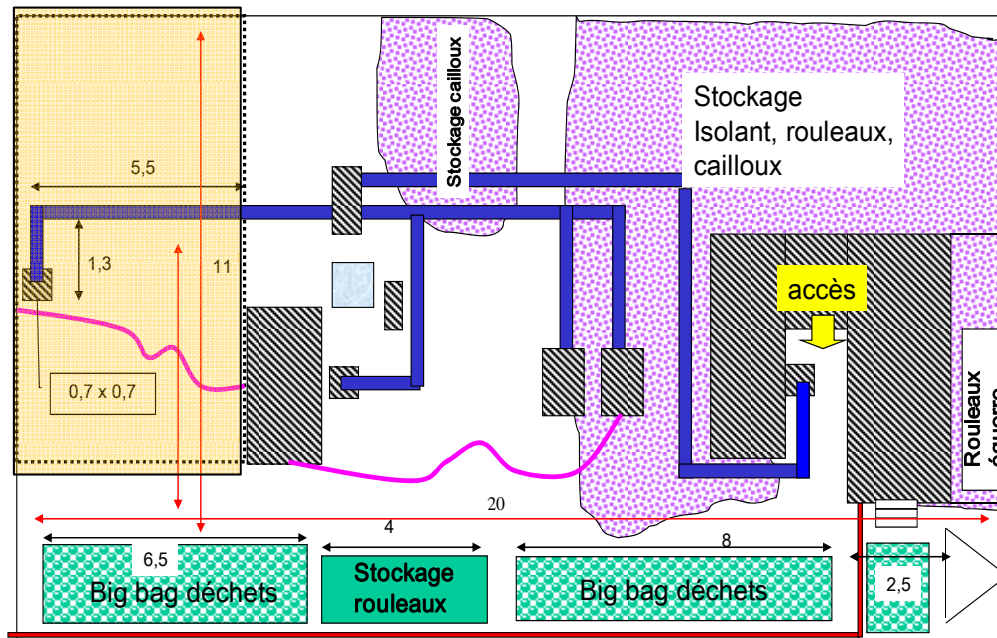 Stockage cailloux
Stockage
Isolant, rouleaux,
cailloux
5,5
1,3
11
accès
0,7 x 0,7
Rouleaux
équerre
20
6,5
4
8
2,5
Big bag déchets
Stockage
rouleaux
Big bag déchets